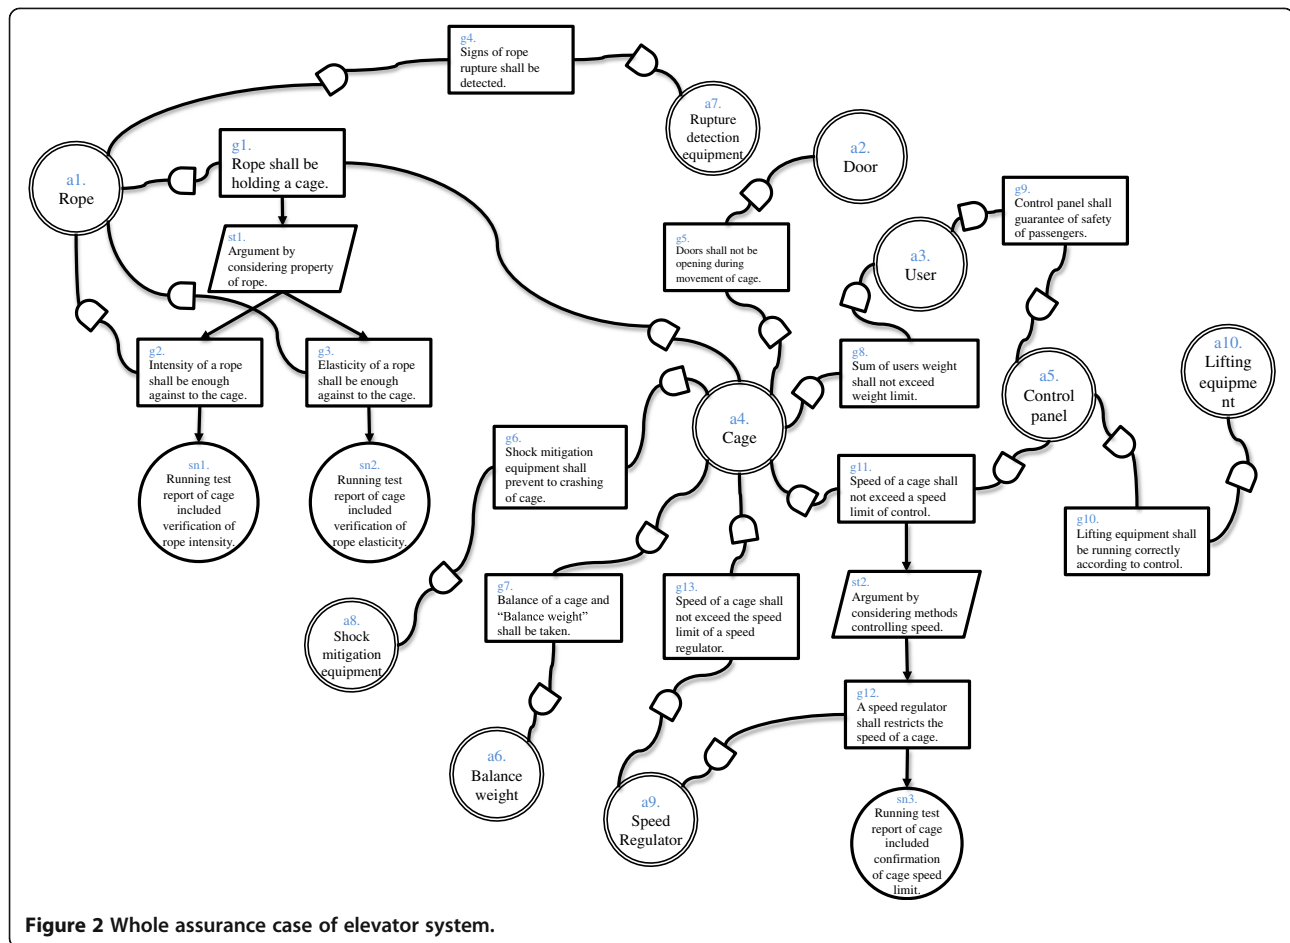 g4.
Signs of rope
rupture shall be
detected.
a7.
Rupture
detection
equipment
a2.
Door
g1.
Rope shall be
holding a cage.
a1.
Rope
g9.
Control panel shall
guarantee of safety
of passengers.
st1.
Argument by
considering property
of rope.
g5.
Doors shall not be
opening during
movement of cage.
a3.
User
g2.
Intensity of a rope
shall be enough
against to the cage.
g3.
Elasticity of a rope
shall be enough
against to the cage.
g8.
Sum of users weight
shall not exceed
weight limit.
a10.
Lifting
equipme
nt
a5.
Control
panel
a4.
Cage
g6.
Shock mitigation
equipment shall
prevent to crashing
of cage.
sn1.
Running test
report of cage
included
verification of
rope intensity.
sn2.
Running test
report of cage
included
verification of
rope elasticity.
g11.
Speed of a cage shall
not exceed a speed
limit of control.
g10.
Lifting equipment shall
be running correctly
according to control.
g7.
Balance of a cage and
“Balance weight”
shall be taken.
g13.
Speed of a cage shall
not exceed the speed
limit of a speed
regulator.
st2.
Argument by
considering methods
controlling speed.
a8.
Shock
mitigation
equipment
g12.
A speed regulator
shall restricts the
speed of a cage.
a6.
Balance
weight
a9.
Speed
Regulator
sn3.
Running test
report of cage
included
confirmation
of cage speed
limit.
Figure 2 Whole assurance case of elevator system.